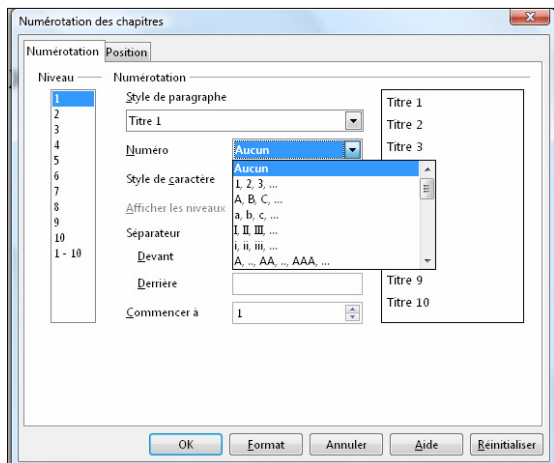 Numérotation des chapitres
Numérotation Position
Niveau
1
2
3
4
5
6
7
8
9
10
1 - 10
Numérotation
Style de paragraphe
Titre 1
Numéro
Aucun
Aucun
1, 2, 3, ...
A, B, C, ...
a, b, c, ...
I, II, III, ...
i, ii, iii, ...
A, .., AA, .., AAA, ...
Style de caractère
Afficher les niveaux
Séparateur
Devant
Derrière
Commencer à
1
Titre 1
Titre 2
Titre 3
Titre 9
Titre 10
OK Format Annuler Aide Réinitialiser